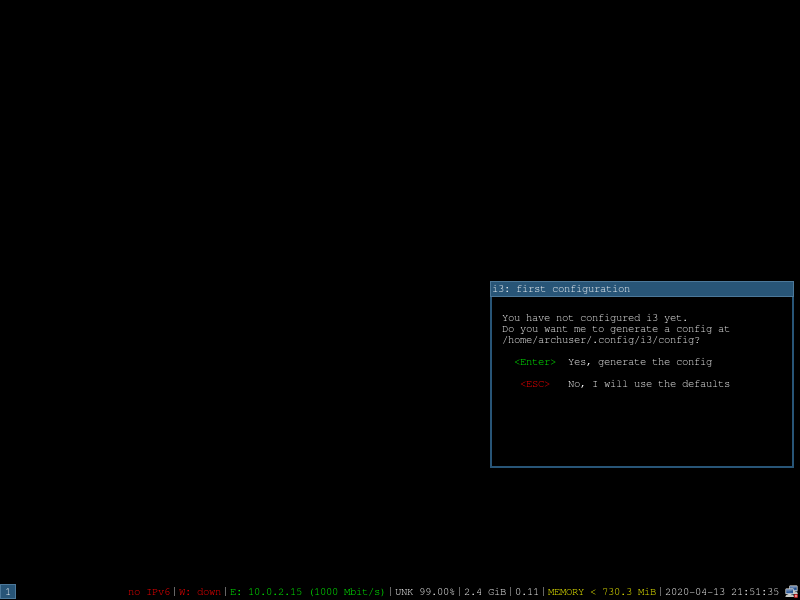 i3: first configuration
You have not configured i3 yet.
Do you want me to generate a config at
/home/archuser/.config/i3/config?
<Enter> Yes, generate the config
<ESC> No, I will use the defaults
1
no IPv6|W: down|E: 10.0.2.15 (1000 Mbit/s)|UNK 99.00%|2.4 GiB|0.11|MEMORY < 730.3 MiB|2020-04-13 21:51:35